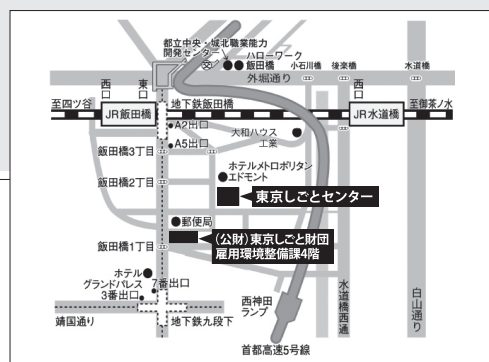 都立中央・城北職業能力
開発センター
ハローワーク
飯田橋
小石川橋
後楽橋
水道橋
外堀通り
西口
東口
西口
至四ツ谷
JR飯田橋
地下鉄飯田橋
JR水道橋
至御茶ノ水
A2出口
大和ハウス
工業
A5出口
飯田橋3丁目
ホテルメトロポリタン
エドモント
飯田橋2丁目
東京しごとセンター
郵便局
(公財)東京しごと財団
雇用環境整備課4階
飯田橋1丁目
ホテル
グランドパレス
7番出口
3番出口
西神田
ランプ
水道橋西通り
白山通り
靖国通り
地下鉄九段下
首都高速5号線